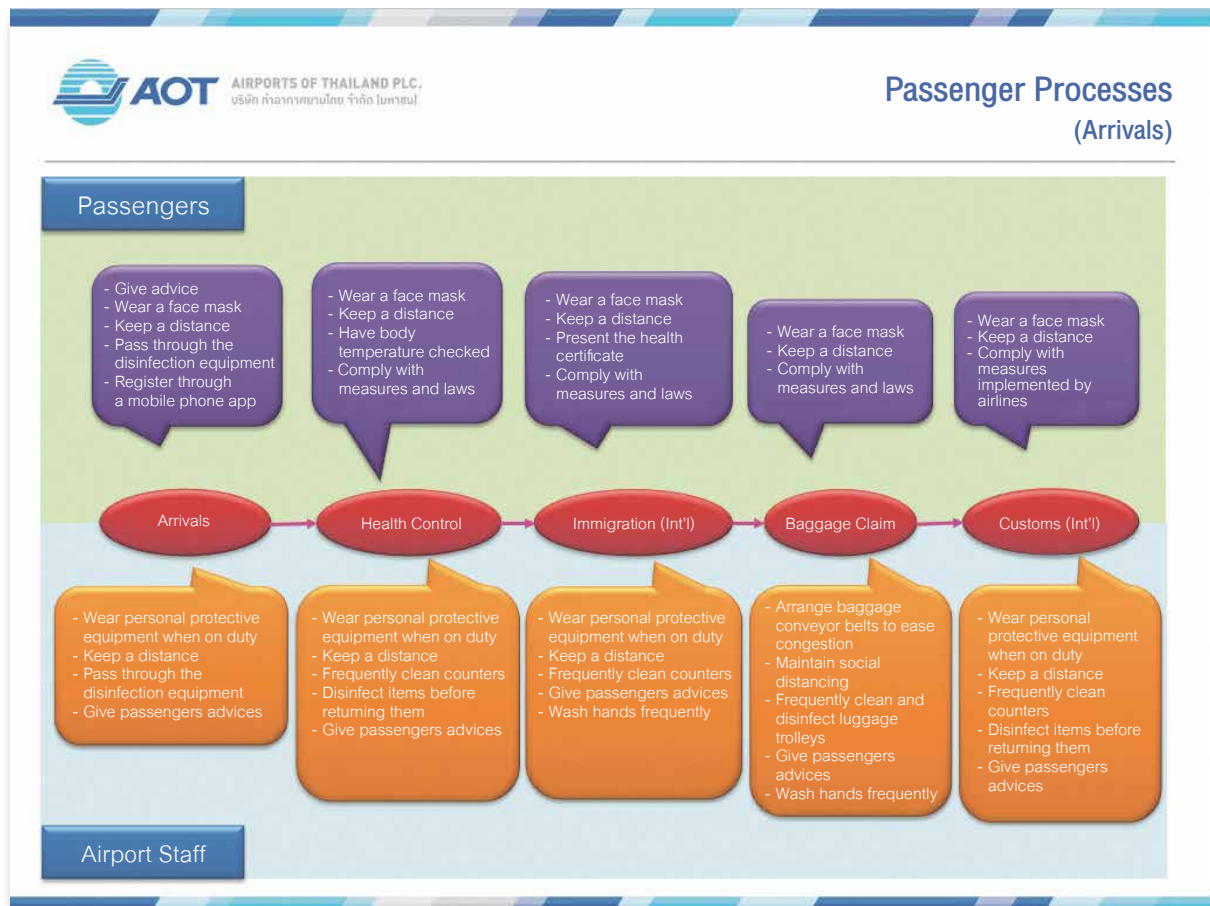 AOT
AIRPORTS OF THAILAND PLC.
บริษัท ท่าอากาศยานไทย จำกัด (มหาชน)
Passenger Processes
(Arrivals)
Passengers
- Give advice
- Wear a face mask
- Keep a distance
- Pass through the
disinfection equipment
- Register through
a mobile phone app
- Wear a face mask
- Keep a distance
- Have body
temperature checked
- Comply with
measures and laws
- Wear a face mask
- Keep a distance
- Present the health
certificate
- Comply with
measures and laws
- Wear a face mask
- Keep a distance
- Comply with
measures and laws
- Wear a face mask
- Keep a distance
- Comply with
measures
implemented by
airlines
Arrivals
Health Control
Immigration (Int'l)
Baggage Claim
Customs (Int'l)
- Wear personal protective
equipment when on duty
- Keep a distance
- Pass through the
disinfection equipment
- Give passengers advices
- Wear personal protective
equipment when on duty
- Keep a distance
- Frequently clean counters
- Disinfect items before
returning them
- Give passengers advices
- Wear personal protective
equipment when on duty
- Keep a distance
- Frequently clean counters
- Give passengers advices
- Wash hands frequently
- Arrange baggage
conveyor belts to ease
congestion
- Maintain social
distancing
- Frequently clean and
disinfect luggage
trolleys
- Give passengers
advices
- Wash hands frequently
- Wear personal
protective equipment
when on duty
- Keep a distance
- Frequently clean
counters
- Disinfect items before
returning them
- Give passengers
advices
Airport Staff